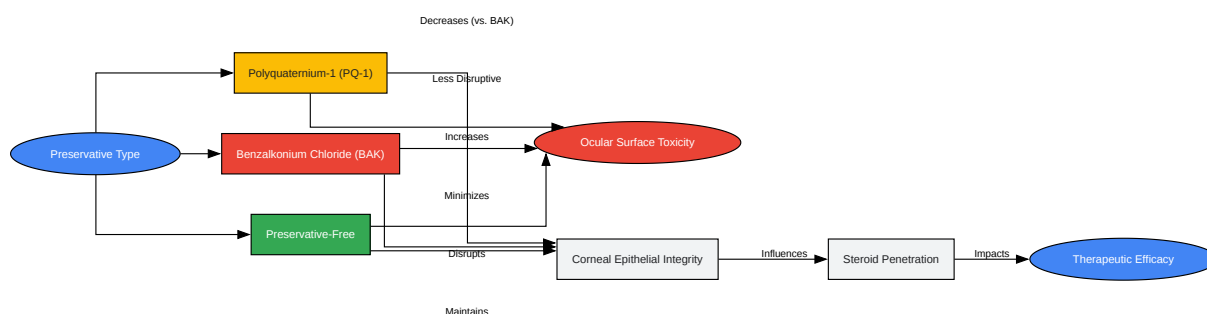 Decreases (vs. BAK)
Polyquaternium-1 (PQ-1)
Less Disruptive
Preservative Type
Benzalkonium Chloride (BAK)
Increases
Ocular Surface Toxicity
Minimizes
Preservative-Free
Disrupts
Corneal Epithelial Integrity
Influences
Steroid Penetration
Impacts
Therapeutic Efficacy
Maintains